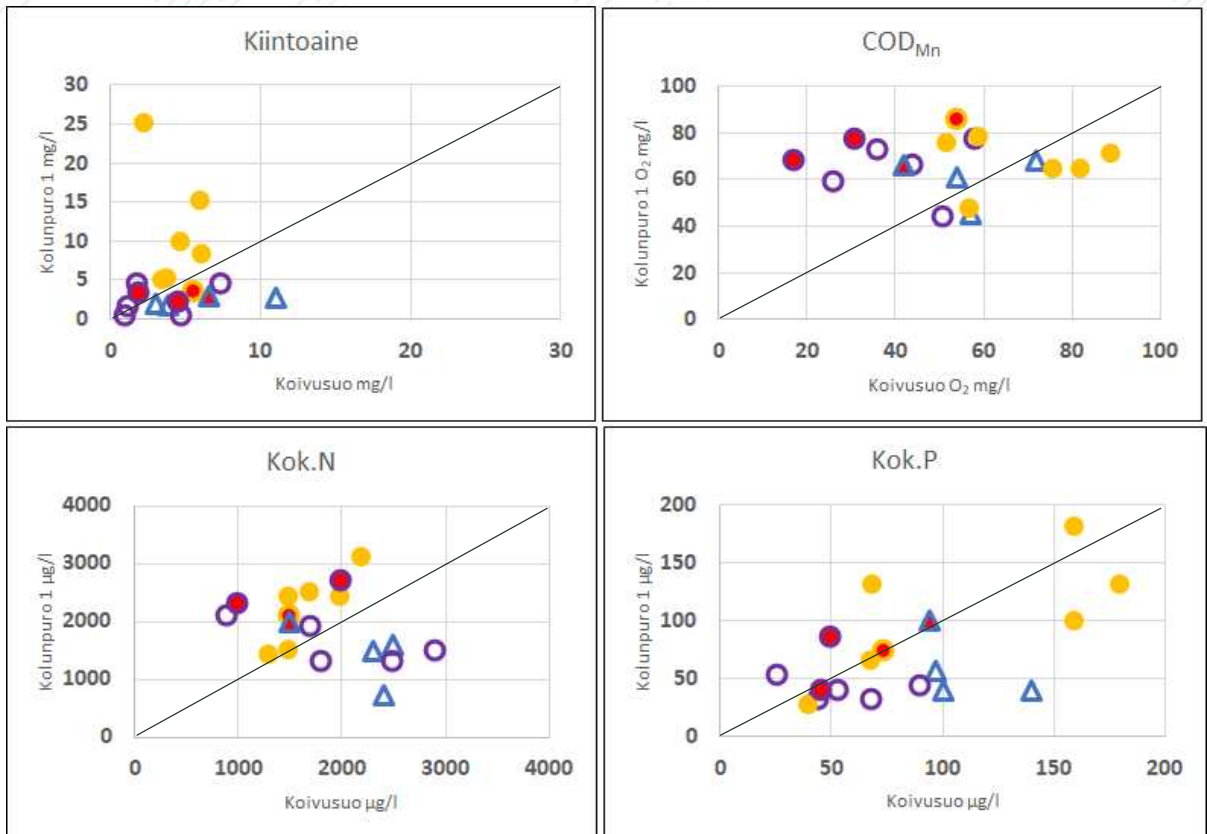 Kiintoaine
30
25
20
15
10
5
0
Kolunpuro 1 mg/l
0 10 20 30
Koivusuo mg/l
COD_Mn
100
80
60
40
20
0
Kolunpuro 1 O₂ mg/l
0 20 40 60 80 100
Koivusuo O₂ mg/l
Kok.N
4000
3000
2000
1000
0
Kolunpuro 1 µg/l
0 1000 2000 3000 4000
Koivusuo µg/l
Kok.P
200
150
100
50
0
Kolunpuro 1 µg/l
0 50 100 150 200
Koivusuo µg/l